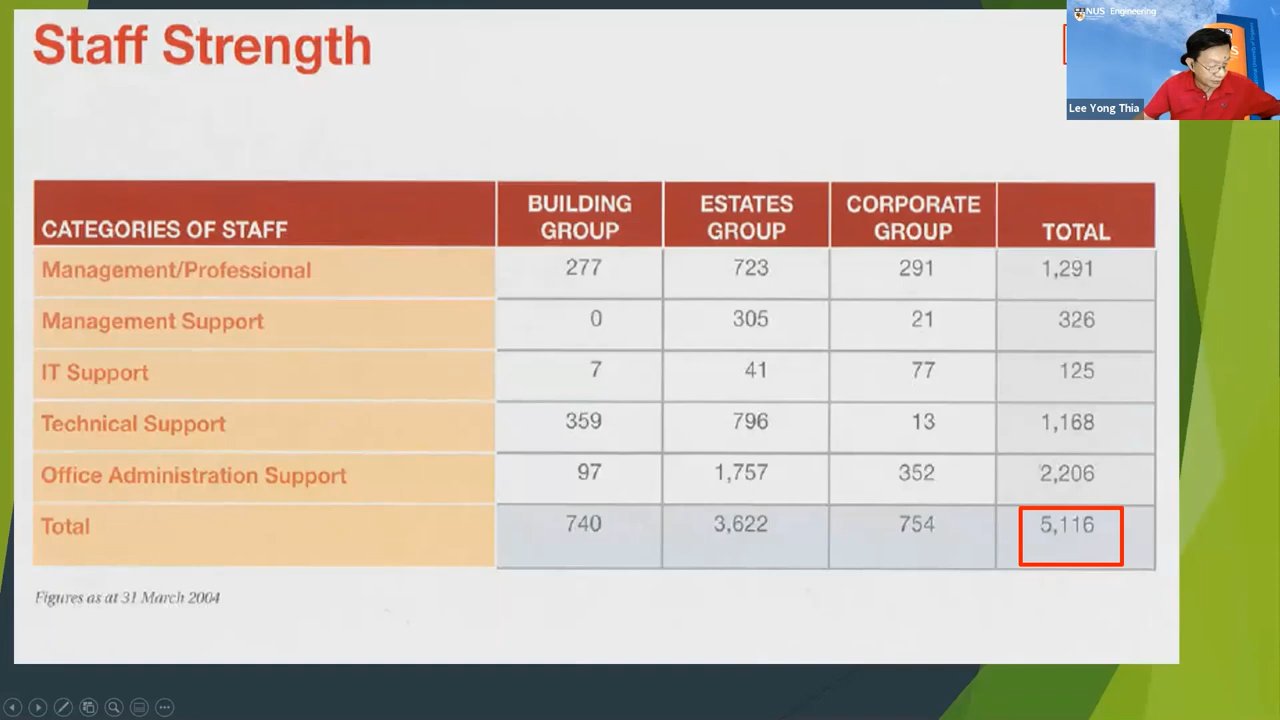 Staff Strength
NUS Engineering
Lee Yong Thia
CATEGORIES OF STAFF BUILDING GROUP ESTATES GROUP CORPORATE GROUP TOTAL
Management/Professional 277 723 291 1,291
Management Support 0 305 21 326
IT Support 7 41 77 125
Technical Support 359 796 13 1,168
Office Administration Support 97 1,757 352 2,206
Total 740 3,622 754 5,116
Figures as at 31 March 2004